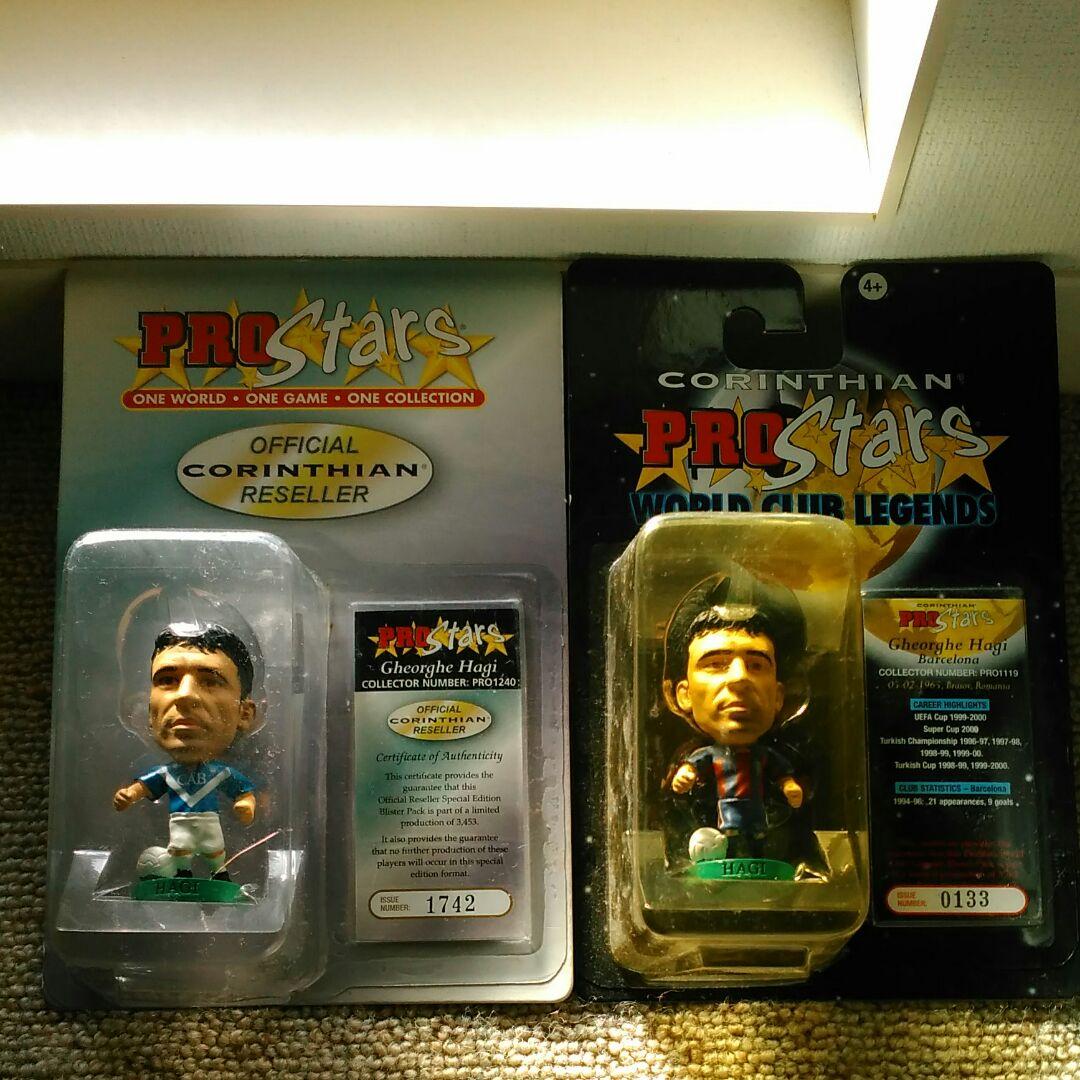 PROStars
ONE WORLD • ONE GAME • ONE COLLECTION
OFFICIAL
CORINTHIAN®
RESELLER
CAB
HAGI
PROStars
Gheorghe Hagi
COLLECTOR NUMBER: PRO1240
OFFICIAL
CORINTHIAN
RESELLER
Certificate of Authenticity
This certificate provides the
guarantee that this
Official Reseller Special Edition
Blister Pack is part of a limited
production of 3,453.
It also provides the guarantee
that no further production of these
players will occur in this special
edition format.
ISSUE
NUMBER: 1742
4+
CORINTHIAN®
PROStars
WORLD CLUB LEGENDS
HAGI
CORINTHIAN
PROStars
Gheorghe Hagi
Barcelona
COLLECTOR NUMBER: PRO1119
05-02-1965, Brasov, Romania
CAREER HIGHLIGHTS
UEFA Cup 1999-2000
Super Cup 2000
Turkish Championship 1996-97, 1997-98,
1998-99, 1999-00.
Turkish Cup 1998-99, 1999-2000.
CLUB STATISTICS – Barcelona
1994-96: 21 appearances, 9 goals
ISSUE
NUMBER: 0133